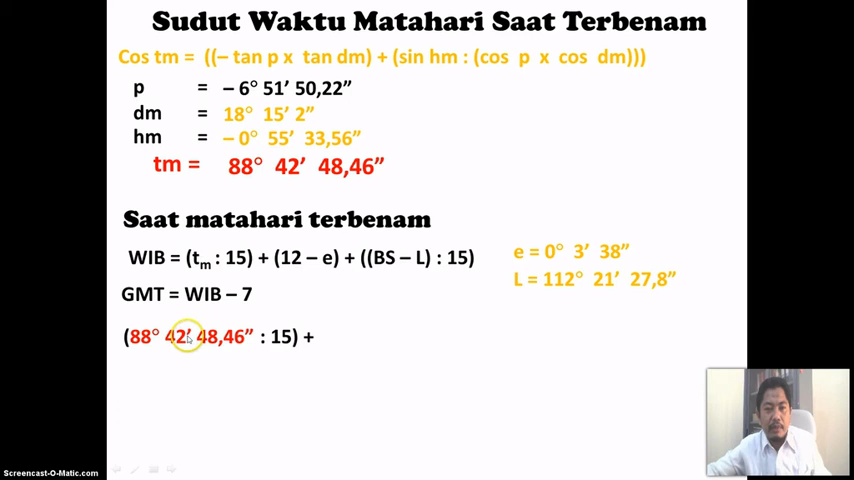 Sudut Waktu Matahari Saat Terbenam
Cos tm = ((– tan p x tan dm) + (sin hm : (cos p x cos dm)))
p = – 6° 51’ 50,22”
dm = 18° 15’ 2”
hm = – 0° 55’ 33,56”
tm = 88° 42’ 48,46”
Saat matahari terbenam
WIB = (tm : 15) + (12 – e) + ((BS – L) : 15)
e = 0° 3’ 38”
L = 112° 21’ 27,8”
GMT = WIB – 7
(88° 42’ 48,46” : 15) +
Screencast-O-Matic.com